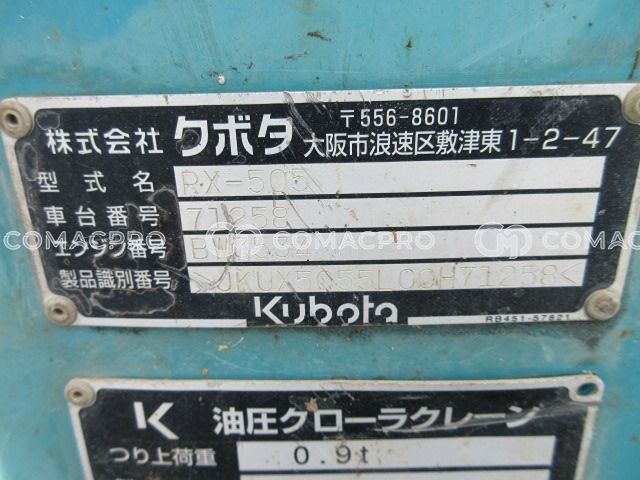 株式会社 クボタ 〒556-8601
大阪市浪速区敷津東1-2-47
型式名 RX-505
車台番号 71258
エンジン番号
製品識別番号
COMACPRO COMACPRO COMACPRO
Kubota
RB451-57821
K 油圧クローラクレーン
つり上荷重 0.9t